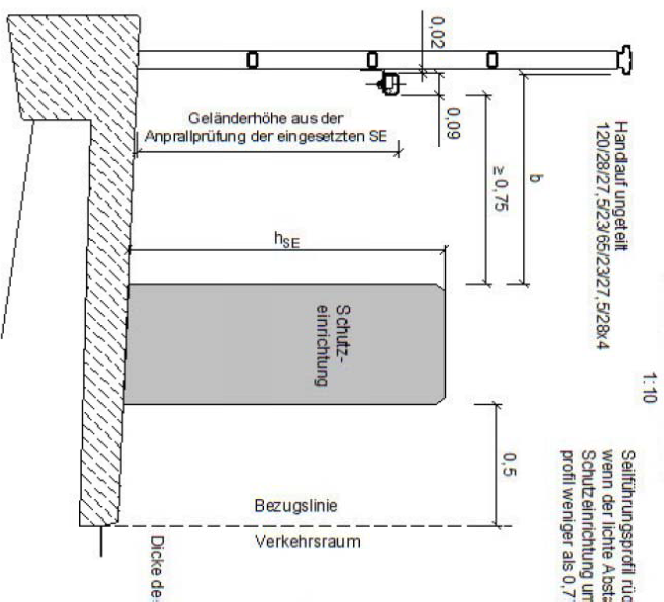 1:10
Handlauf ungeteilt
120/28/27,5/23/65/23/27,5/28x4
Seilführungsprofil rüc
wenn der lichte Absta
Schutzeinrichtung un
profil weniger als 0,7
b
≥ 0,75
0,02
0,09
0,5
Geländerhöhe aus der
Anprallprüfung der eingesetzten SE
hSE
Schutz-
einrichtung
Bezugslinie
Verkehrsraum
Dicke des